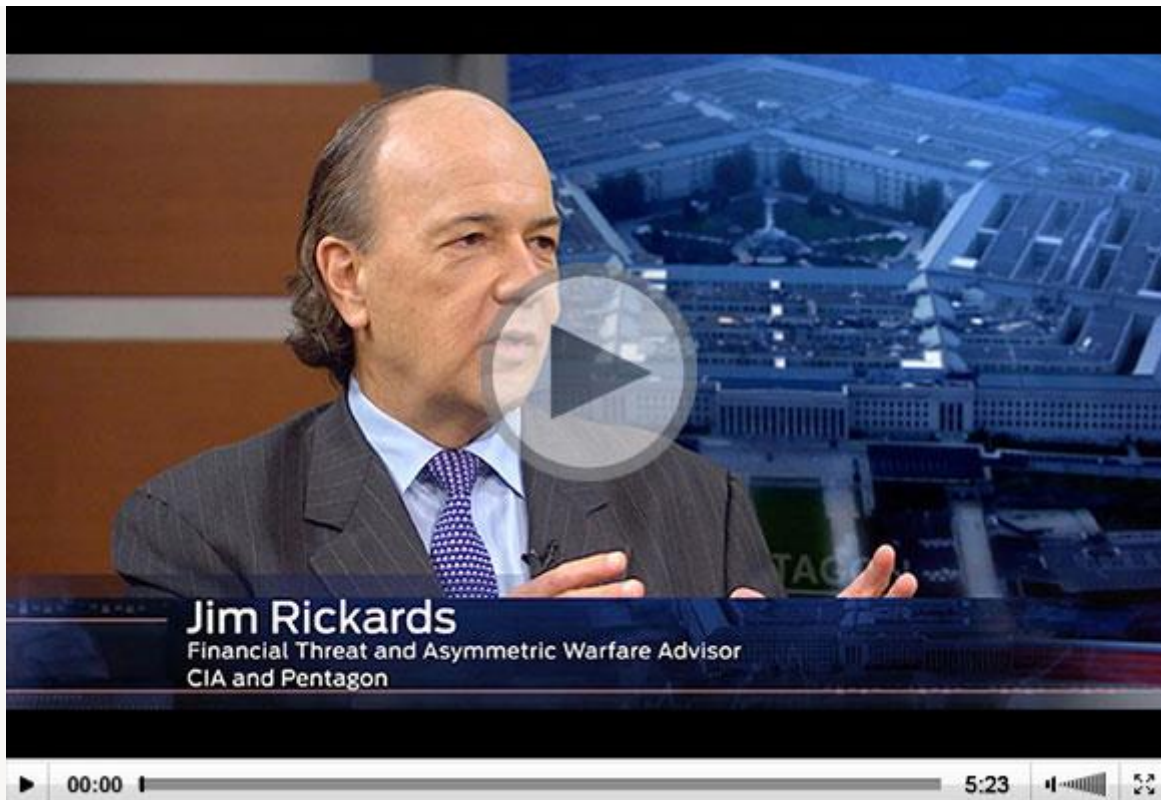 Jim Rickards
Financial Threat and Asymmetric Warfare Advisor
CIA and Pentagon
00:00
5:23